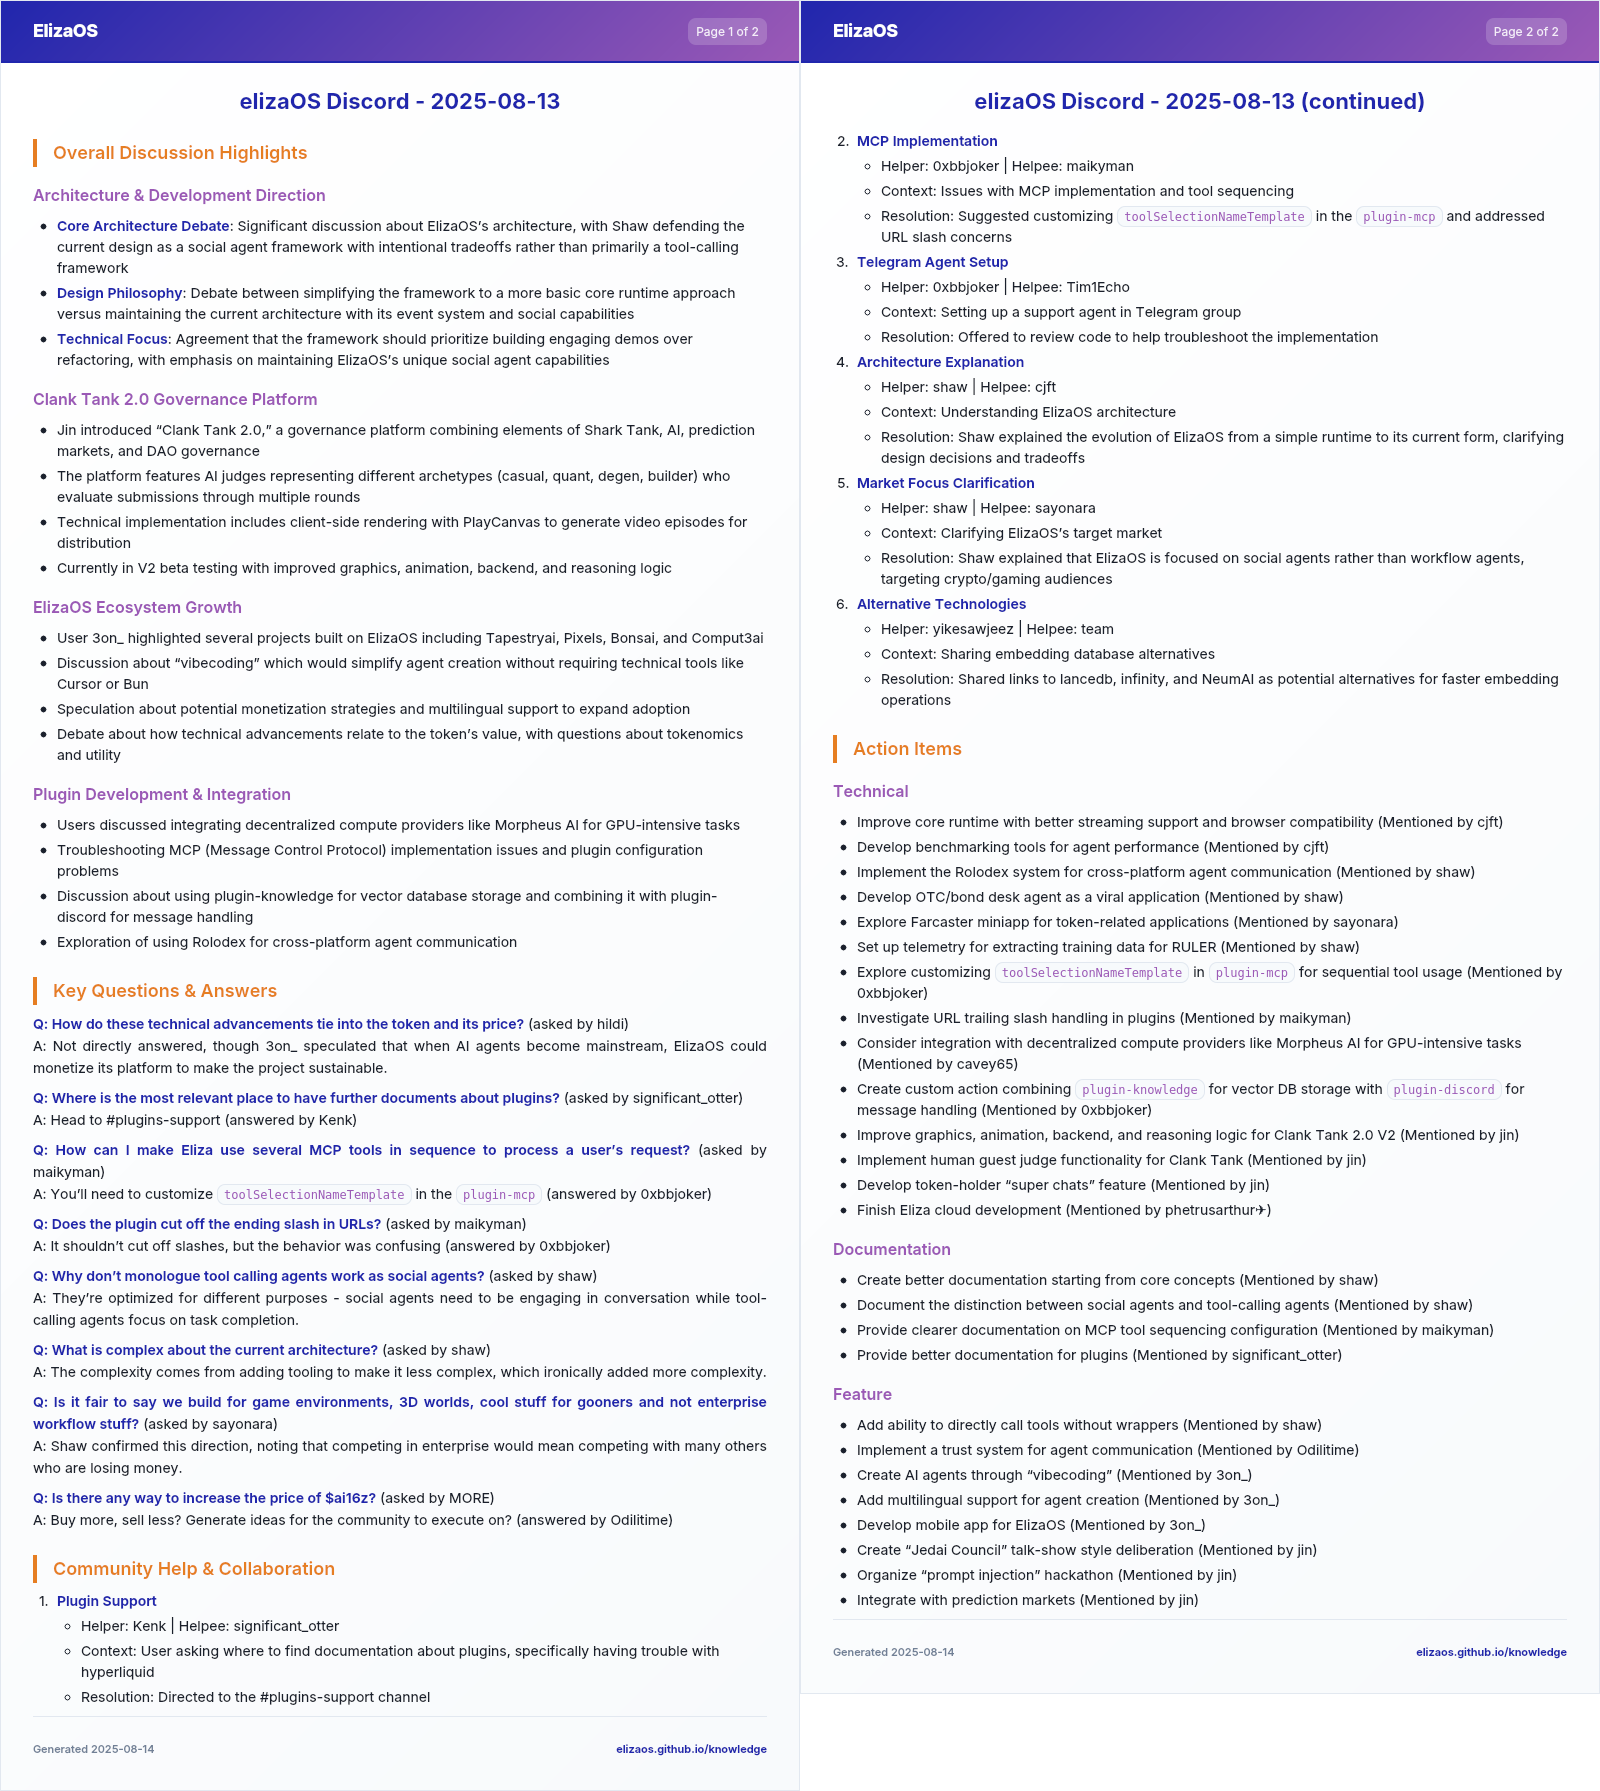 ElizaOS
Page 1 of 2
elizaOS Discord - 2025-08-13
Overall Discussion Highlights
Architecture & Development Direction
• Core Architecture Debate: Significant discussion about ElizaOS’s architecture, with Shaw defending the
current design as a social agent framework with intentional tradeoffs rather than primarily a tool-calling
framework
• Design Philosophy: Debate between simplifying the framework to a more basic core runtime approach
versus maintaining the current architecture with its event system and social capabilities
• Technical Focus: Agreement that the framework should prioritize building engaging demos over
refactoring, with emphasis on maintaining ElizaOS’s unique social agent capabilities
Clank Tank 2.0 Governance Platform
• Jin introduced “Clank Tank 2.0,” a governance platform combining elements of Shark Tank, AI, prediction
markets, and DAO governance
• The platform features AI judges representing different archetypes (casual, quant, degen, builder) who
evaluate submissions through multiple rounds
• Technical implementation includes client-side rendering with PlayCanvas to generate video episodes for
distribution
• Currently in V2 beta testing with improved graphics, animation, backend, and reasoning logic
ElizaOS Ecosystem Growth
• User 3on_ highlighted several projects built on ElizaOS including Tapestryai, Pixels, Bonsai, and Comput3ai
• Discussion about “vibecoding” which would simplify agent creation without requiring technical tools like
Cursor or Bun
• Speculation about potential monetization strategies and multilingual support to expand adoption
• Debate about how technical advancements relate to the token’s value, with questions about tokenomics
and utility
Plugin Development & Integration
• Users discussed integrating decentralized compute providers like Morpheus AI for GPU-intensive tasks
• Troubleshooting MCP (Message Control Protocol) implementation issues and plugin configuration
problems
• Discussion about using plugin-knowledge for vector database storage and combining it with plugin-
discord for message handling
• Exploration of using Rolodex for cross-platform agent communication
Key Questions & Answers
Q: How do these technical advancements tie into the token and its price? (asked by hildi)
A: Not directly answered, though 3on_ speculated that when AI agents become mainstream, ElizaOS could
monetize its platform to make the project sustainable.
Q: Where is the most relevant place to have further documents about plugins? (asked by significant_otter)
A: Head to #plugins-support (answered by Kenk)
Q: How can I make Eliza use several MCP tools in sequence to process a user’s request? (asked by
maikyman)
A: You’ll need to customize toolSelectionNameTemplate in the plugin-mcp (answered by 0xbbjoker)
Q: Does the plugin cut off the ending slash in URLs? (asked by maikyman)
A: It shouldn’t cut off slashes, but the behavior was confusing (answered by 0xbbjoker)
Q: Why don’t monologue tool calling agents work as social agents? (asked by shaw)
A: They’re optimized for different purposes - social agents need to be engaging in conversation while tool-
calling agents focus on task completion.
Q: What is complex about the current architecture? (asked by shaw)
A: The complexity comes from adding tooling to make it less complex, which ironically added more complexity.
Q: Is it fair to say we build for game environments, 3D worlds, cool stuff for gooners and not enterprise
workflow stuff? (asked by sayonara)
A: Shaw confirmed this direction, noting that competing in enterprise would mean competing with many others
who are losing money.
Q: Is there any way to increase the price of $ai16z? (asked by MORE)
A: Buy more, sell less? Generate ideas for the community to execute on? (answered by Odilitime)
Community Help & Collaboration
1. Plugin Support
◦ Helper: Kenk | Helpee: significant_otter
◦ Context: User asking where to find documentation about plugins, specifically having trouble with
hyperliquid
◦ Resolution: Directed to the #plugins-support channel
Generated 2025-08-14
elizaos.github.io/knowledge
ElizaOS
Page 2 of 2
elizaOS Discord - 2025-08-13 (continued)
2. MCP Implementation
◦ Helper: 0xbbjoker | Helpee: maikyman
◦ Context: Issues with MCP implementation and tool sequencing
◦ Resolution: Suggested customizing toolSelectionNameTemplate in the plugin-mcp and addressed
URL slash concerns
3. Telegram Agent Setup
◦ Helper: 0xbbjoker | Helpee: Tim1Echo
◦ Context: Setting up a support agent in Telegram group
◦ Resolution: Offered to review code to help troubleshoot the implementation
4. Architecture Explanation
◦ Helper: shaw | Helpee: cjft
◦ Context: Understanding ElizaOS architecture
◦ Resolution: Shaw explained the evolution of ElizaOS from a simple runtime to its current form, clarifying
design decisions and tradeoffs
5. Market Focus Clarification
◦ Helper: shaw | Helpee: sayonara
◦ Context: Clarifying ElizaOS’s target market
◦ Resolution: Shaw explained that ElizaOS is focused on social agents rather than workflow agents,
targeting crypto/gaming audiences
6. Alternative Technologies
◦ Helper: yikesawjeez | Helpee: team
◦ Context: Sharing embedding database alternatives
◦ Resolution: Shared links to lancedb, infinity, and NeumAI as potential alternatives for faster embedding
operations
Action Items
Technical
• Improve core runtime with better streaming support and browser compatibility (Mentioned by cjft)
• Develop benchmarking tools for agent performance (Mentioned by cjft)
• Implement the Rolodex system for cross-platform agent communication (Mentioned by shaw)
• Develop OTC/bond desk agent as a viral application (Mentioned by shaw)
• Explore Farcaster miniapp for token-related applications (Mentioned by sayonara)
• Set up telemetry for extracting training data for RULER (Mentioned by shaw)
• Explore customizing toolSelectionNameTemplate in plugin-mcp for sequential tool usage (Mentioned by
0xbbjoker)
• Investigate URL trailing slash handling in plugins (Mentioned by maikyman)
• Consider integration with decentralized compute providers like Morpheus AI for GPU-intensive tasks
(Mentioned by cavey65)
• Create custom action combining plugin-knowledge for vector DB storage with plugin-discord for
message handling (Mentioned by 0xbbjoker)
• Improve graphics, animation, backend, and reasoning logic for Clank Tank 2.0 V2 (Mentioned by jin)
• Implement human guest judge functionality for Clank Tank (Mentioned by jin)
• Develop token-holder “super chats” feature (Mentioned by jin)
• Finish Eliza cloud development (Mentioned by phetrusarthur✈)
Documentation
• Create better documentation starting from core concepts (Mentioned by shaw)
• Document the distinction between social agents and tool-calling agents (Mentioned by shaw)
• Provide clearer documentation on MCP tool sequencing configuration (Mentioned by maikyman)
• Provide better documentation for plugins (Mentioned by significant_otter)
Feature
• Add ability to directly call tools without wrappers (Mentioned by shaw)
• Implement a trust system for agent communication (Mentioned by Odilitime)
• Create AI agents through “vibecoding” (Mentioned by 3on_)
• Add multilingual support for agent creation (Mentioned by 3on_)
• Develop mobile app for ElizaOS (Mentioned by 3on_)
• Create “Jedai Council” talk-show style deliberation (Mentioned by jin)
• Organize “prompt injection” hackathon (Mentioned by jin)
• Integrate with prediction markets (Mentioned by jin)
Generated 2025-08-14
elizaos.github.io/knowledge